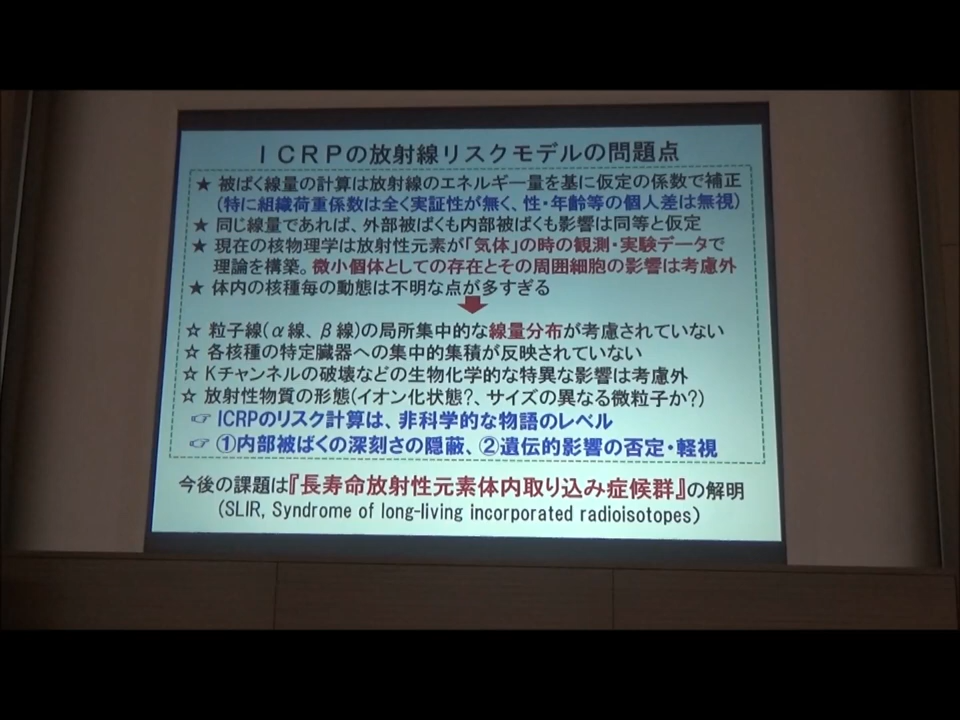 ＩＣＲＰの放射線リスクモデルの問題点
★ 被ばく線量の計算は放射線のエネルギー量を基に仮定の係数で補正
(特に組織荷重係数は全く実証性が無く、性・年齢等の個人差は無視)
★ 同じ線量であれば、外部被ばくも内部被ばくも影響は同等と仮定
★ 現在の核物理学は放射性元素が「気体」の時の観測・実験データで
理論を構築。微小個体としての存在とその周囲細胞の影響は考慮外
★ 体内の核種毎の動態は不明な点が多すぎる
☆ 粒子線(α線、β線)の局所集中的な線量分布が考慮されていない
☆ 各核種の特定臓器への集中的集積が反映されていない
☆ Kチャンネルの破壊などの生物化学的な特異な影響は考慮外
☆ 放射性物質の形態(イオン化状態?、サイズの異なる微粒子か?)
☞ ICRPのリスク計算は、非科学的な物語のレベル
☞ ①内部被ばくの深刻さの隠蔽、②遺伝的影響の否定・軽視
今後の課題は『長寿命放射性元素体内取り込み症候群』の解明
(SLIR, Syndrome of long-living incorporated radioisotopes)